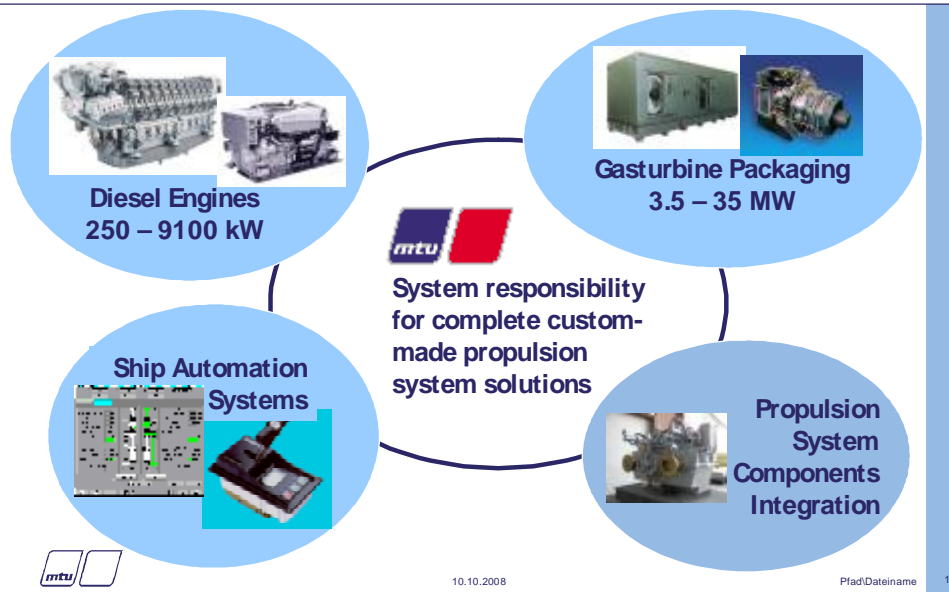 Diesel Engines
250 – 9100 kW
Gasturbine Packaging
3.5 – 35 MW
mtu
System responsibility
for complete custom-
made propulsion
system solutions
Ship Automation
Systems
Propulsion
System
Components
Integration
mtu
10.10.2008
Pfad\Dateiname
1